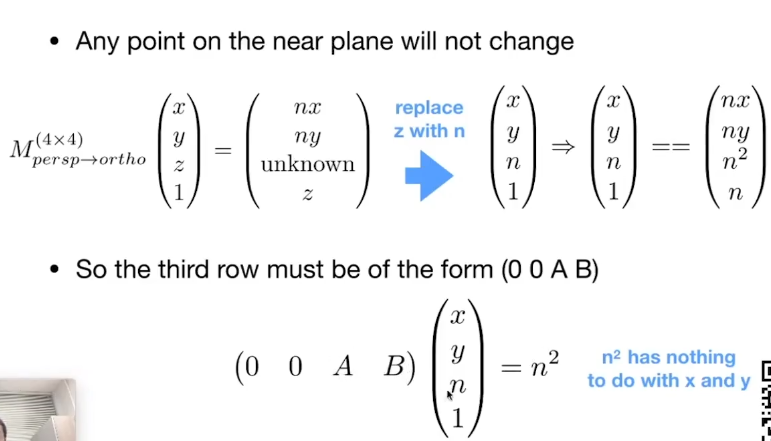 • Any point on the near plane will not change
$M_{persp \to ortho}^{(4 \times 4)} \begin{pmatrix} x \\ y \\ z \\ 1 \end{pmatrix} = \begin{pmatrix} nx \\ ny \\ \text{unknown} \\ z \end{pmatrix}$ replace z with n $\begin{pmatrix} x \\ y \\ n \\ 1 \end{pmatrix} \Rightarrow \begin{pmatrix} x \\ y \\ n \\ 1 \end{pmatrix} == \begin{pmatrix} nx \\ ny \\ n^2 \\ n \end{pmatrix}$
• So the third row must be of the form (0 0 A B)
$\begin{pmatrix} 0 & 0 & A & B \end{pmatrix} \begin{pmatrix} x \\ y \\ n \\ 1 \end{pmatrix} = n^2$ n² has nothing to do with x and y